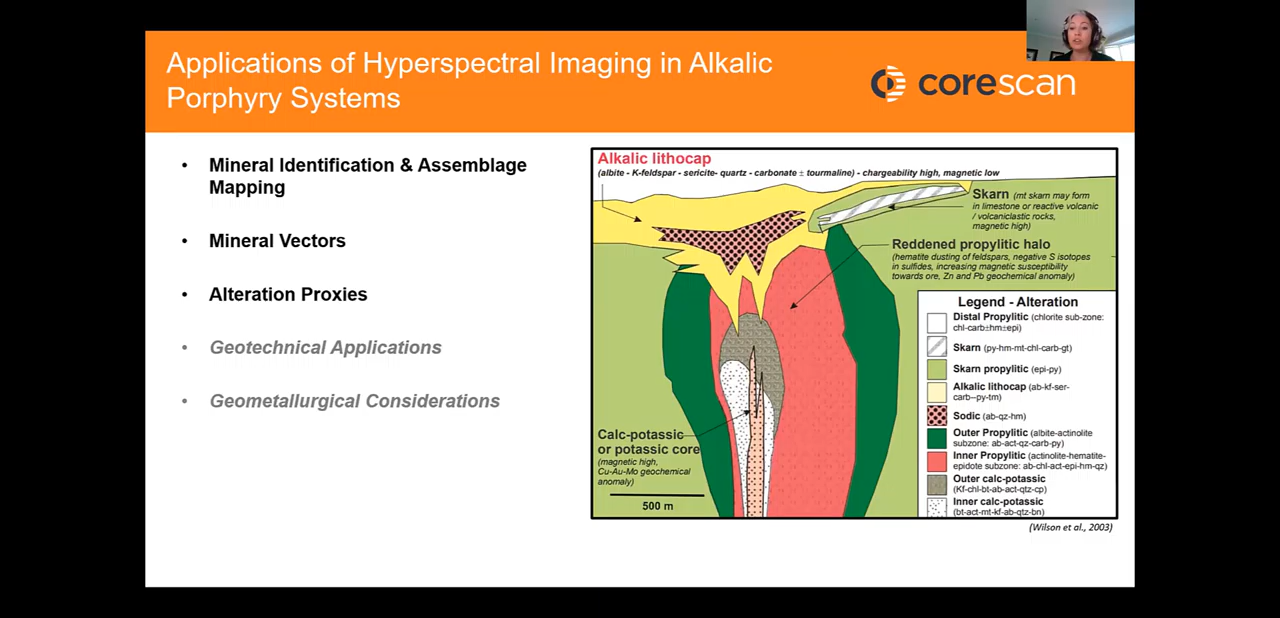 Applications of Hyperspectral Imaging in Alkalic
Porphyry Systems
corescan
• Mineral Identification & Assemblage
Mapping
• Mineral Vectors
• Alteration Proxies
• Geotechnical Applications
• Geometallurgical Considerations
Alkalic lithocap
(albite - K-feldspar - sericite- quartz - carbonate ± tourmaline) - chargeability high, magnetic low
Skarn (mt skarn may form
in limestone or reactive volcanic
/ volcaniclastic rocks,
magnetic high)
Reddened propylitic halo
(hematite dusting of feldspars, negative S isotopes
in sulfides, increasing magnetic susceptibility
towards ore, Zn and Pb geochemical anomaly)
Calc-potassic
or potassic core
(magnetic high,
Cu-Au-Mo geochemical
anomaly)
500 m
Legend - Alteration
Distal Propylitic (chlorite sub-zone:
chl-carb±hm±epi)
Skarn (py-hm-mt-chl-carb-gt)
Skarn propylitic (epi-py)
Alkalic lithocap (ab-kf-ser-
carb--py-tm)
Sodic (ab-qz-hm)
Outer Propylitic (albite-actinolite
subzone: ab-act-qz-carb-py)
Inner Propylitic (actinolite-hematite-
epidote subzone: ab-chl-act-epi-hm-qz)
Outer calc-potassic
(Kf-chl-bt-ab-act-qtz-cp)
Inner calc-potassic
(bt-act-mt-kf-ab-qtz-bn)
(Wilson et al., 2003)